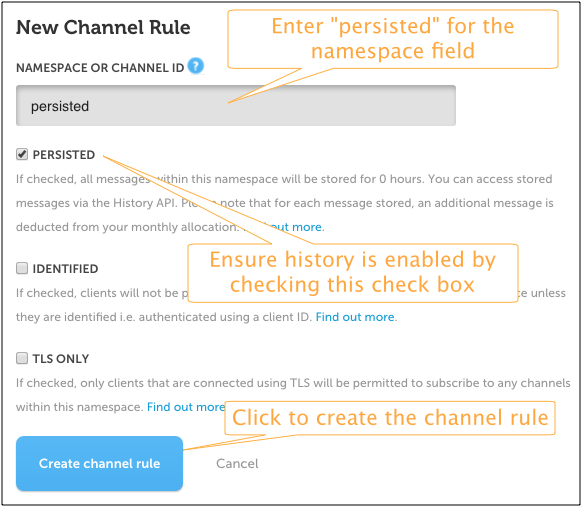 New Channel Rule
Enter "persisted" for the
namespace field
NAMESPACE OR CHANNEL ID ?
persisted
PERSISTED
If checked, all messages within this namespace will be stored for 0 hours. You can access stored
messages via the History API. Please note that for each message stored, an additional message is
deducted from your monthly allocation. Find out more.
Ensure history is enabled by
checking this check box
IDENTIFIED
If checked, clients will not be p ce unless
they are identified i.e. authenticated using a client ID. Find out more.
TLS ONLY
If checked, only clients that are connected using TLS will be permitted to subscribe to any channels
within this namespace. Find out more
Click to create the channel rule
Create channel rule
Cancel